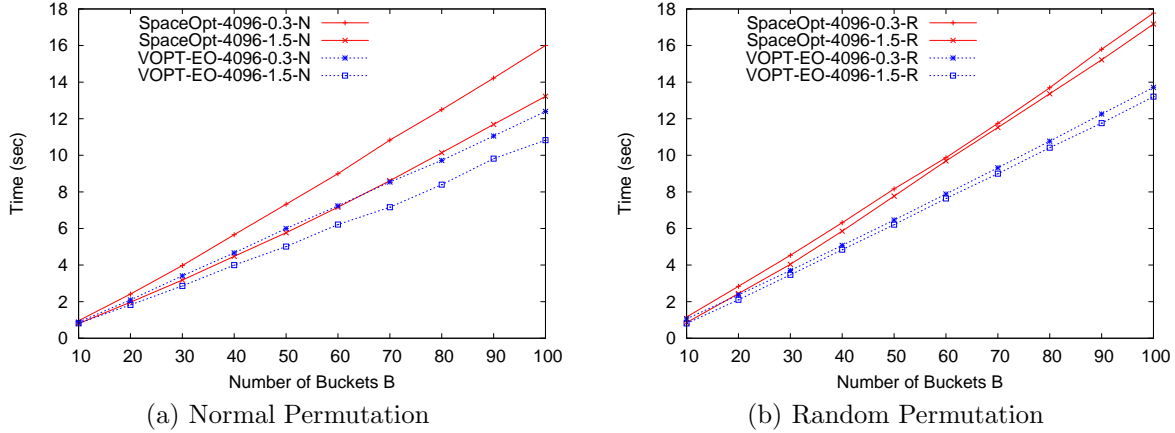 SpaceOpt-4096-0.3-N
SpaceOpt-4096-1.5-N
VOPT-EO-4096-0.3-N
VOPT-EO-4096-1.5-N
18
16
14
12
10
8
6
4
2
0
Time (sec)
10 20 30 40 50 60 70 80 90 100
Number of Buckets B
(a) Normal Permutation
SpaceOpt-4096-0.3-R
SpaceOpt-4096-1.5-R
VOPT-EO-4096-0.3-R
VOPT-EO-4096-1.5-R
18
16
14
12
10
8
6
4
2
0
Time (sec)
10 20 30 40 50 60 70 80 90 100
Number of Buckets B
(b) Random Permutation